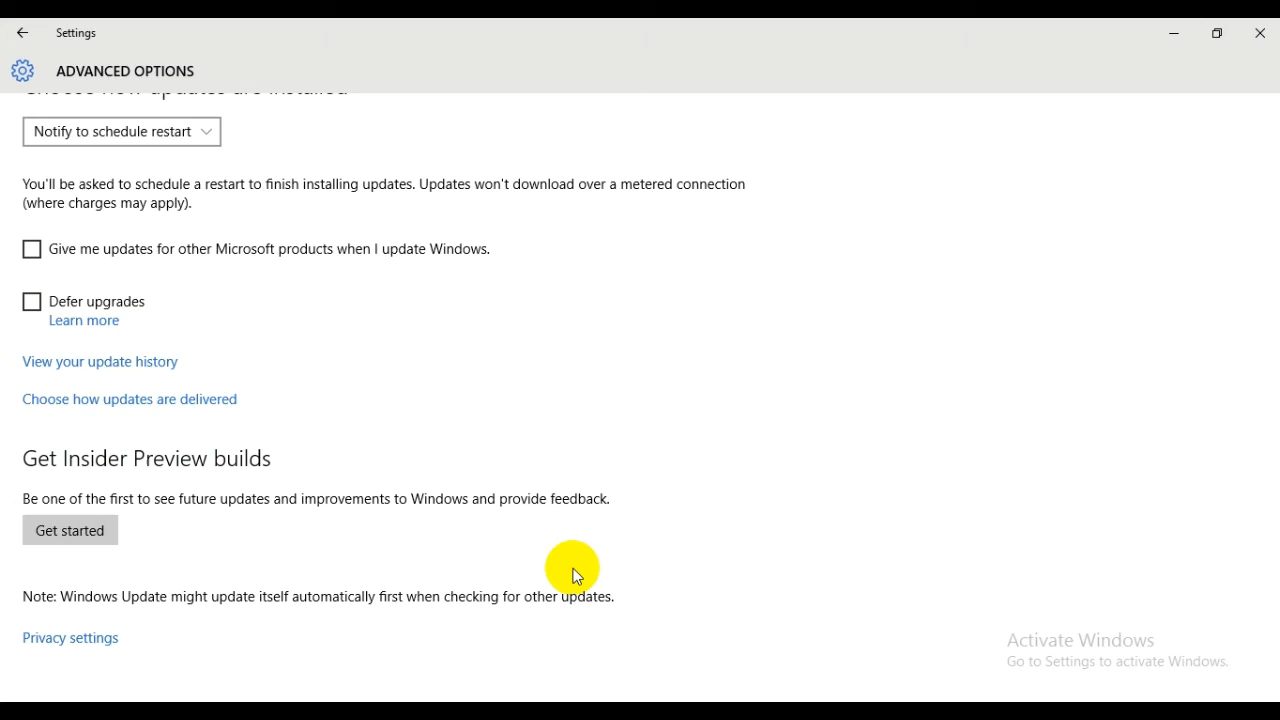 Settings
ADVANCED OPTIONS
Choose how updates are installed
Notify to schedule restart
You'll be asked to schedule a restart to finish installing updates. Updates won't download over a metered connection
(where charges may apply).
Give me updates for other Microsoft products when I update Windows.
Defer upgrades
Learn more
View your update history
Choose how updates are delivered
Get Insider Preview builds
Be one of the first to see future updates and improvements to Windows and provide feedback.
Get started
Note: Windows Update might update itself automatically first when checking for other updates.
Privacy settings
Activate Windows
Go to Settings to activate Windows.